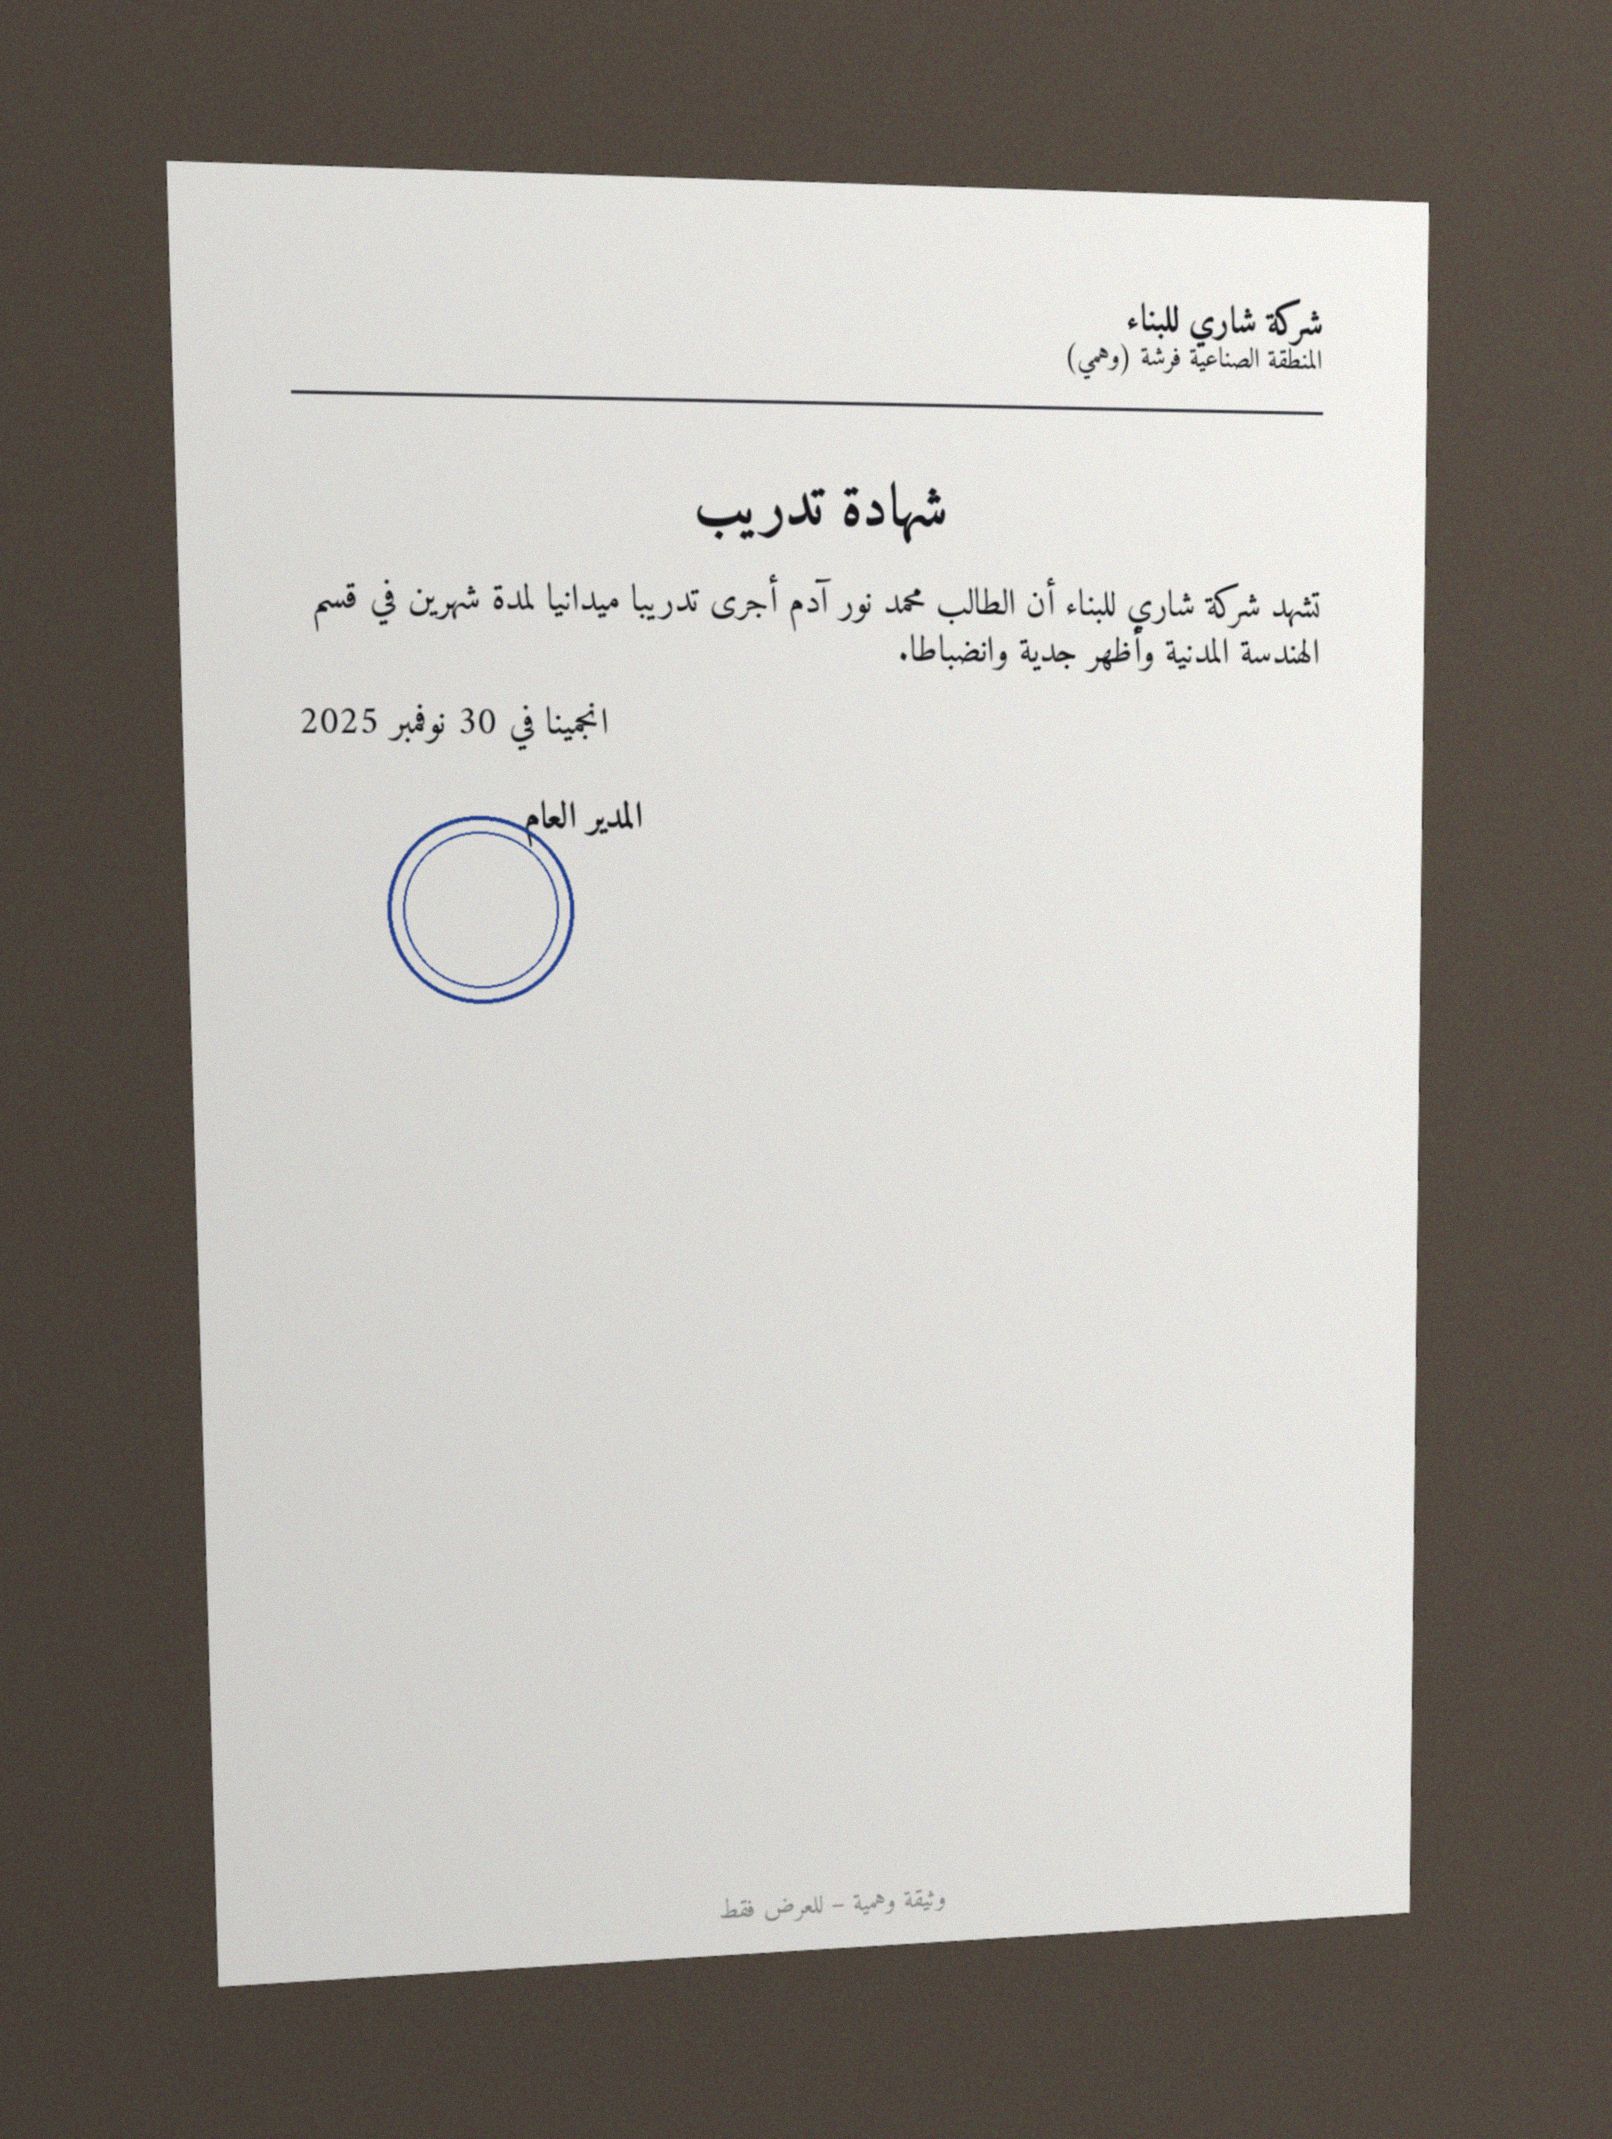 شركة شاري للبناء
المنطقة الصناعية فرشة (وهمي)
شهادة تدريب
تشهد شركة شاري للبناء أن الطالب محمد نور آدم أجرى تدريبا ميدانيا لمدة شهرين في قسم
الهندسة المدنية وأظهر جدية وانضباطا.
انجمينا في 30 نوفمبر 2025
المدير العام
وثيقة وهمية - للعرض فقط